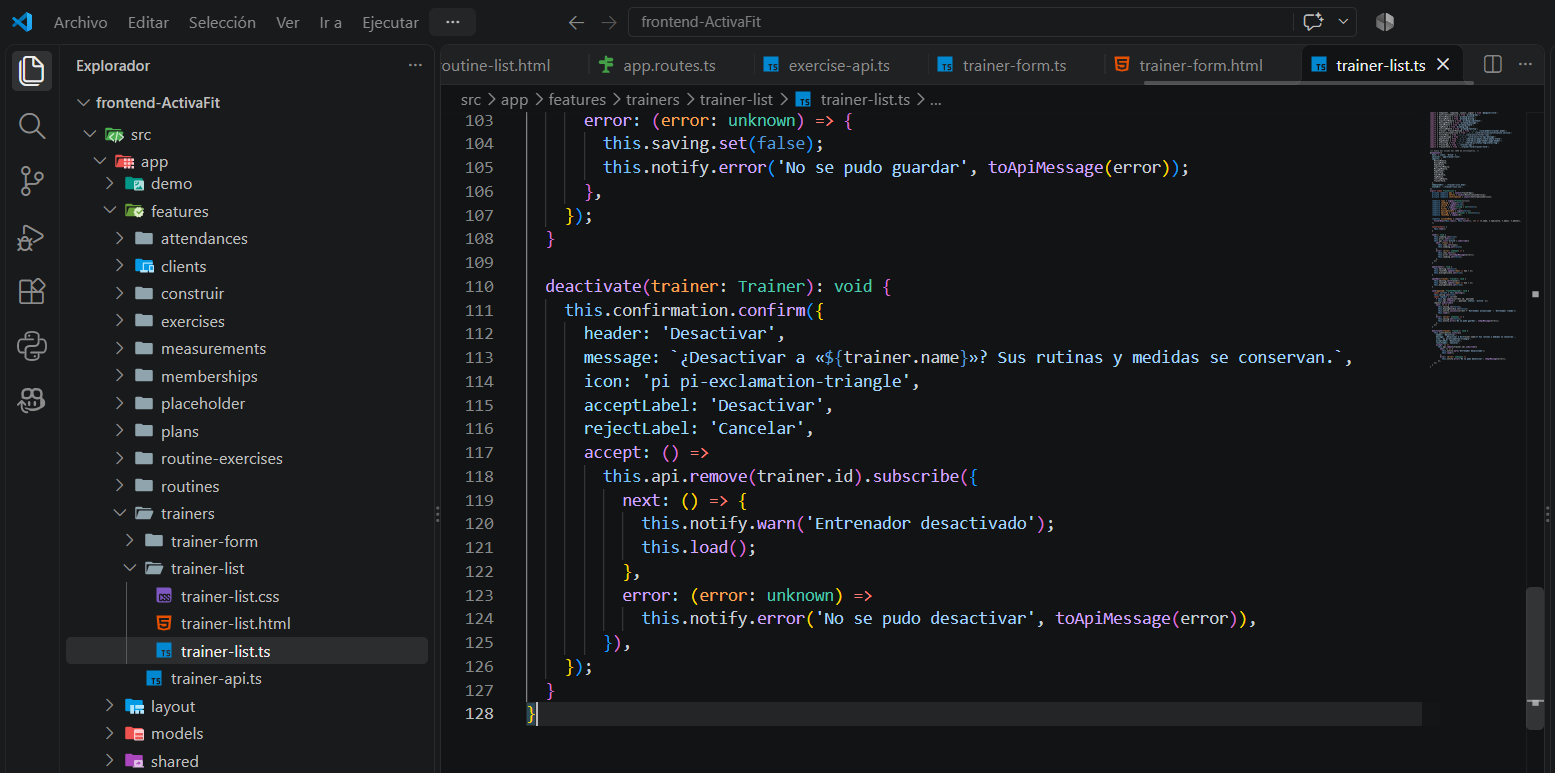 Archivo Editar Selección Ver Ir a Ejecutar ··· frontend-ActivaFit
Explorador ···
frontend-ActivaFit
src
app
demo
features
attendances
clients
construir
exercises
measurements
memberships
placeholder
plans
routine-exercises
routines
trainers
trainer-form
trainer-list
trainer-list.css
trainer-list.html
trainer-list.ts
trainer-api.ts
layout
models
shared
outine-list.html app.routes.ts exercise-api.ts trainer-form.ts trainer-form.html trainer-list.ts
src > app > features > trainers > trainer-list > trainer-list.ts > ...
103 error: (error: unknown) => {
104 this.saving.set(false);
105 this.notify.error('No se pudo guardar', toApiMessage(error));
106 },
107 });
108 }
109
110 deactivate(trainer: Trainer): void {
111 this.confirmation.confirm({
112 header: 'Desactivar',
113 message: `¿Desactivar a «${trainer.name}»? Sus rutinas y medidas se conservan.`,
114 icon: 'pi pi-exclamation-triangle',
115 acceptLabel: 'Desactivar',
116 rejectLabel: 'Cancelar',
117 accept: () =>
118 this.api.remove(trainer.id).subscribe({
119 next: () => {
120 this.notify.warn('Entrenador desactivado');
121 this.load();
122 },
123 error: (error: unknown) =>
124 this.notify.error('No se pudo desactivar', toApiMessage(error)),
125 }),
126 });
127 }
128 }